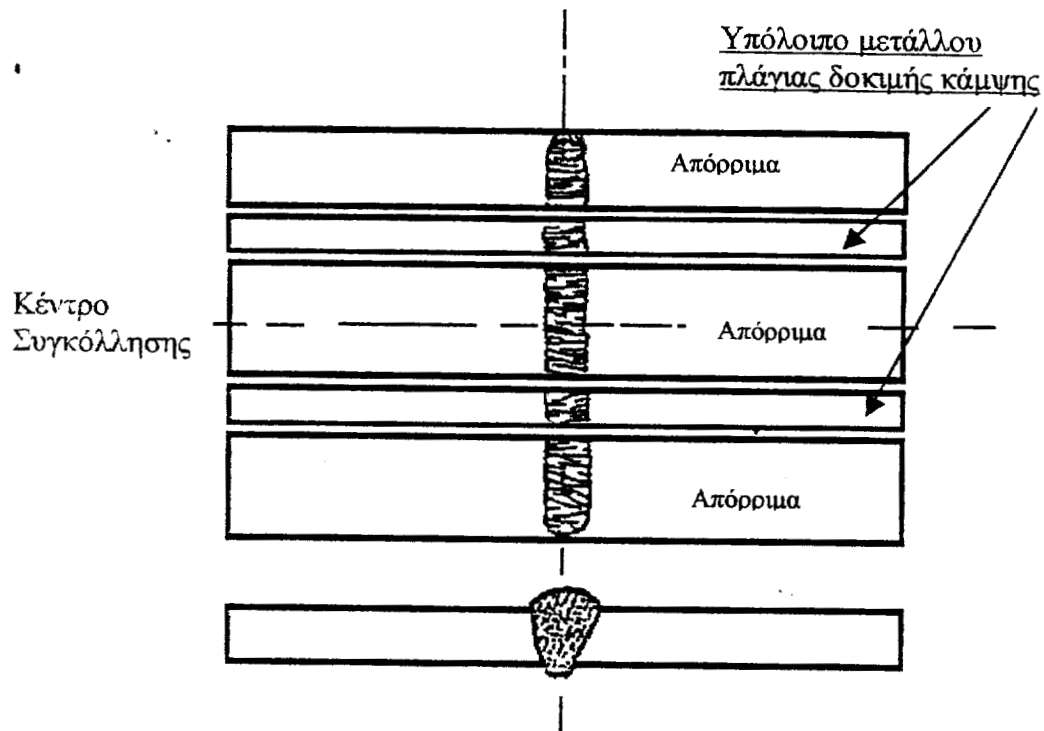 Υπόλοιπο μετάλλου
πλάγιας δοκιμής κάμψης
Απόρριμα
Κέντρο
Συγκόλλησης
Απόρριμα
Απόρριμα